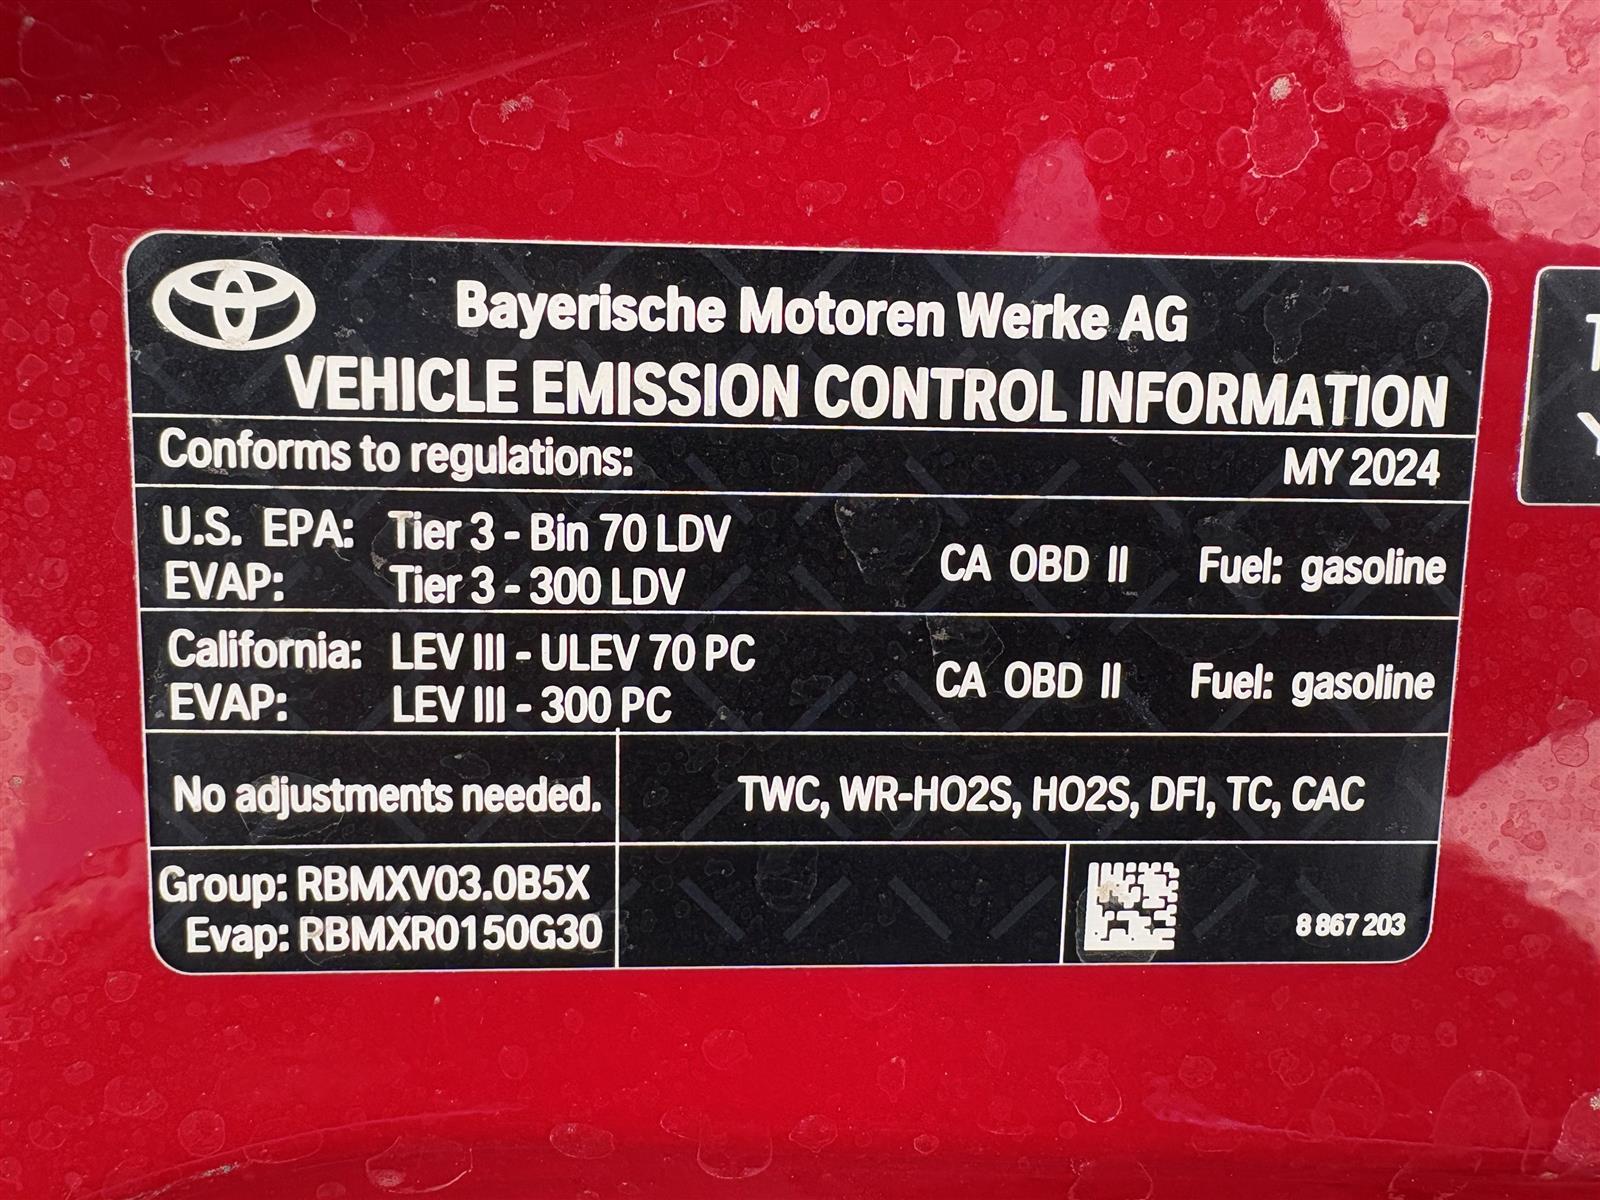 Bayerische Motoren Werke AG
VEHICLE EMISSION CONTROL INFORMATION
Conforms to regulations: MY 2024
U.S. EPA: Tier 3 - Bin 70 LDV
EVAP: Tier 3 - 300 LDV
CA OBD II Fuel: gasoline
California: LEV III - ULEV 70 PC
EVAP: LEV III - 300 PC
CA OBD II Fuel: gasoline
No adjustments needed.
TWC, WR-HO2S, HO2S, DFI, TC, CAC
Group: RBMXV03.0B5X
Evap: RBMXR0150G30
8 867 203